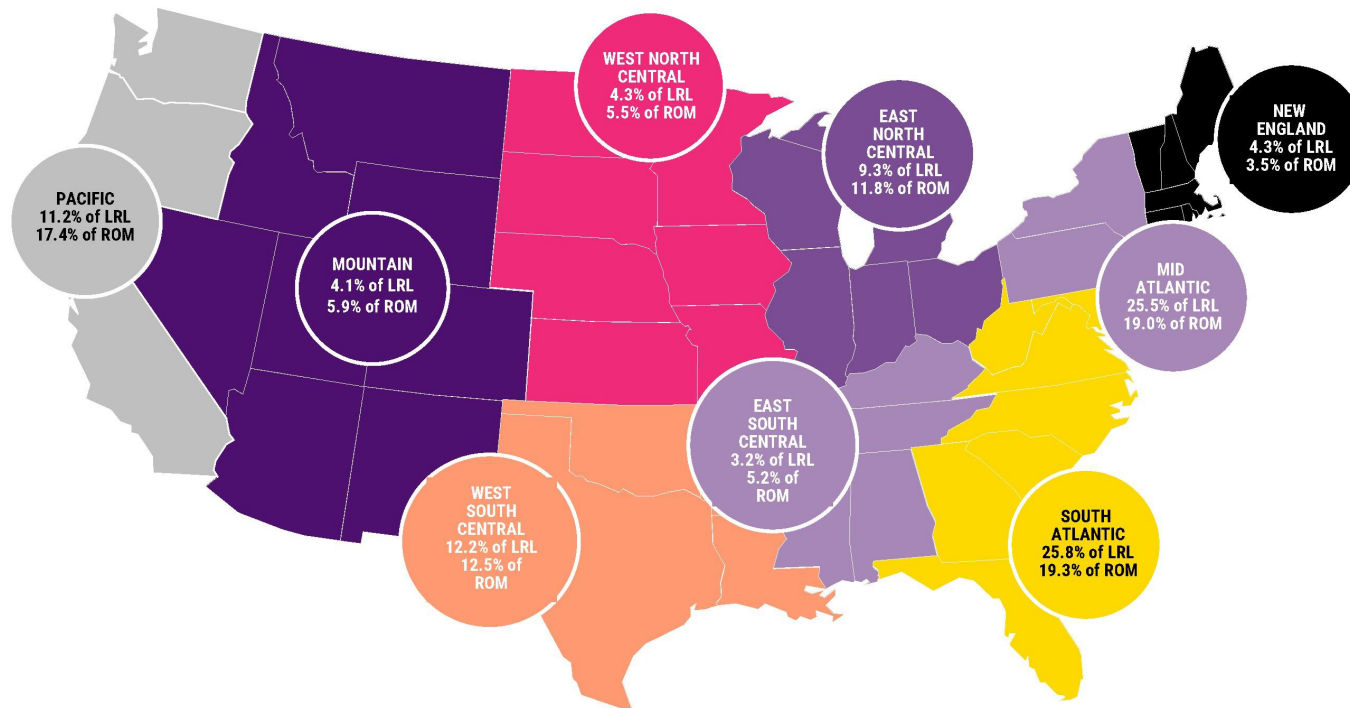 WEST NORTH
CENTRAL
4.3% of LRL
5.5% of ROM
EAST
NORTH
CENTRAL
9.3% of LRL
11.8% of ROM
NEW
ENGLAND
4.3% of LRL
3.5% of ROM
PACIFIC
11.2% of LRL
17.4% of ROM
MOUNTAIN
4.1% of LRL
5.9% of ROM
MID
ATLANTIC
25.5% of LRL
19.0% of ROM
EAST
SOUTH
CENTRAL
3.2% of LRL
5.2% of
ROM
WEST
SOUTH
CENTRAL
12.2% of LRL
12.5% of
ROM
SOUTH
ATLANTIC
25.8% of LRL
19.3% of ROM